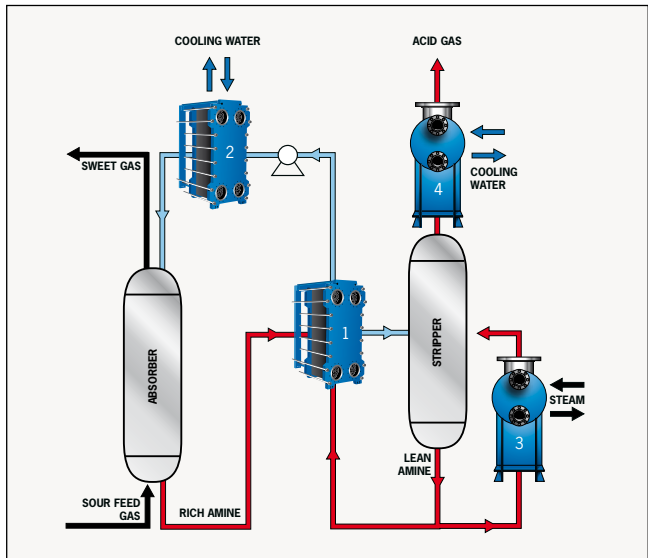 COOLING WATER
ACID GAS
2
SWEET GAS
COOLING
WATER
4
1
ABSORBER
STRIPPER
STEAM
3
LEAN
AMINE
SOUR FEED
GAS
RICH AMINE